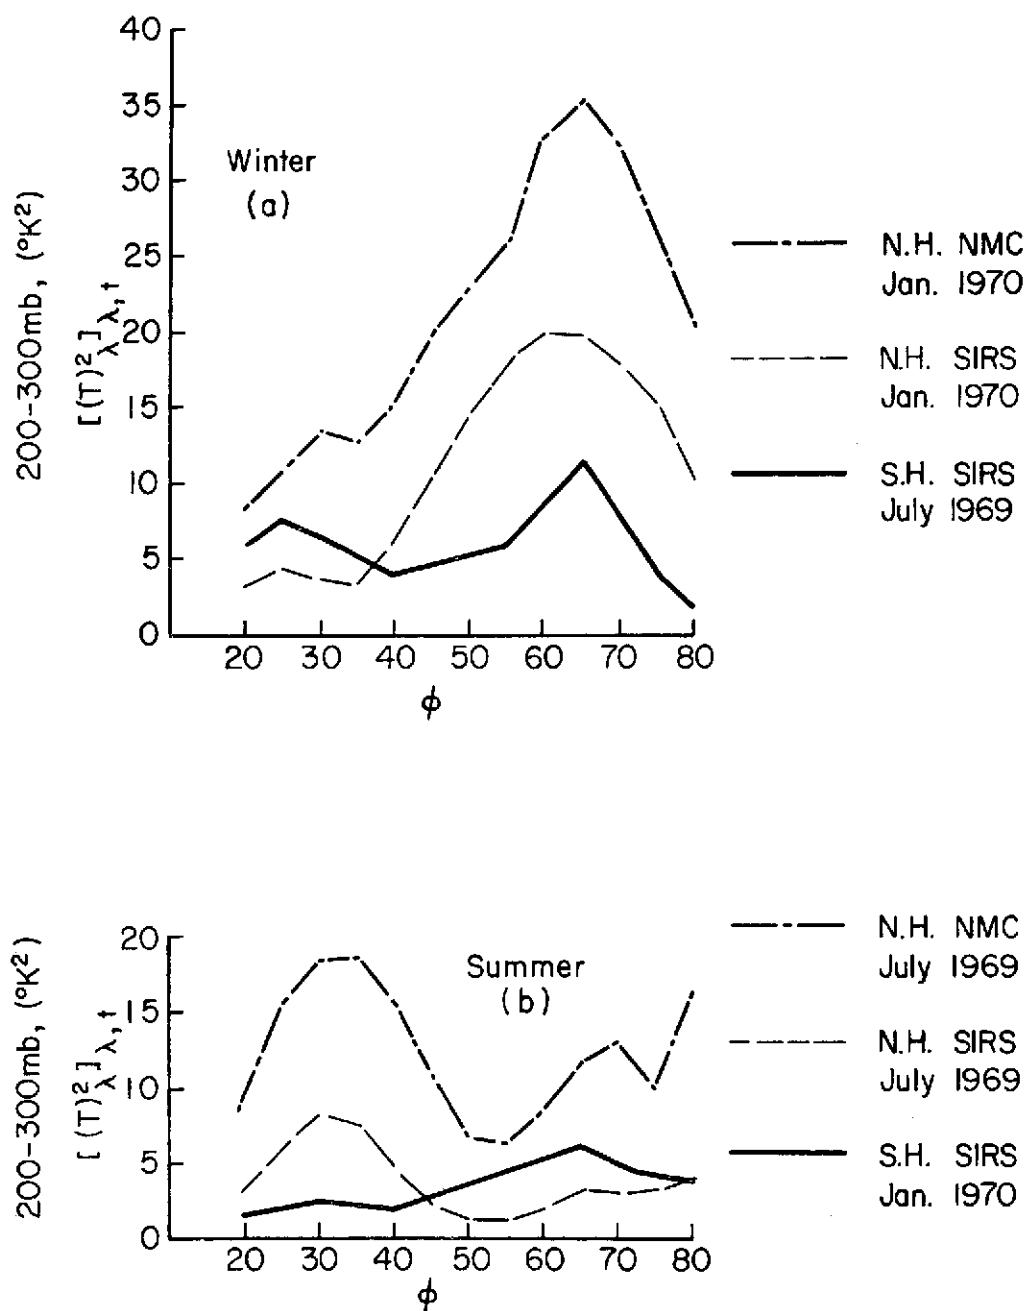 40
35
30
25
20
15
10
5
0
Winter
(a)
200-300mb, (°K²)
[(T)²λ]λ,t
20 30 40 50 60 70 80
ϕ
N.H. NMC
Jan. 1970
N.H. SIRS
Jan. 1970
S.H. SIRS
July 1969
20
15
10
5
0
Summer
(b)
200-300mb, (°K²)
[(T)²λ]λ,t
20 30 40 50 60 70 80
ϕ
N.H. NMC
July 1969
N.H. SIRS
July 1969
S.H. SIRS
Jan. 1970